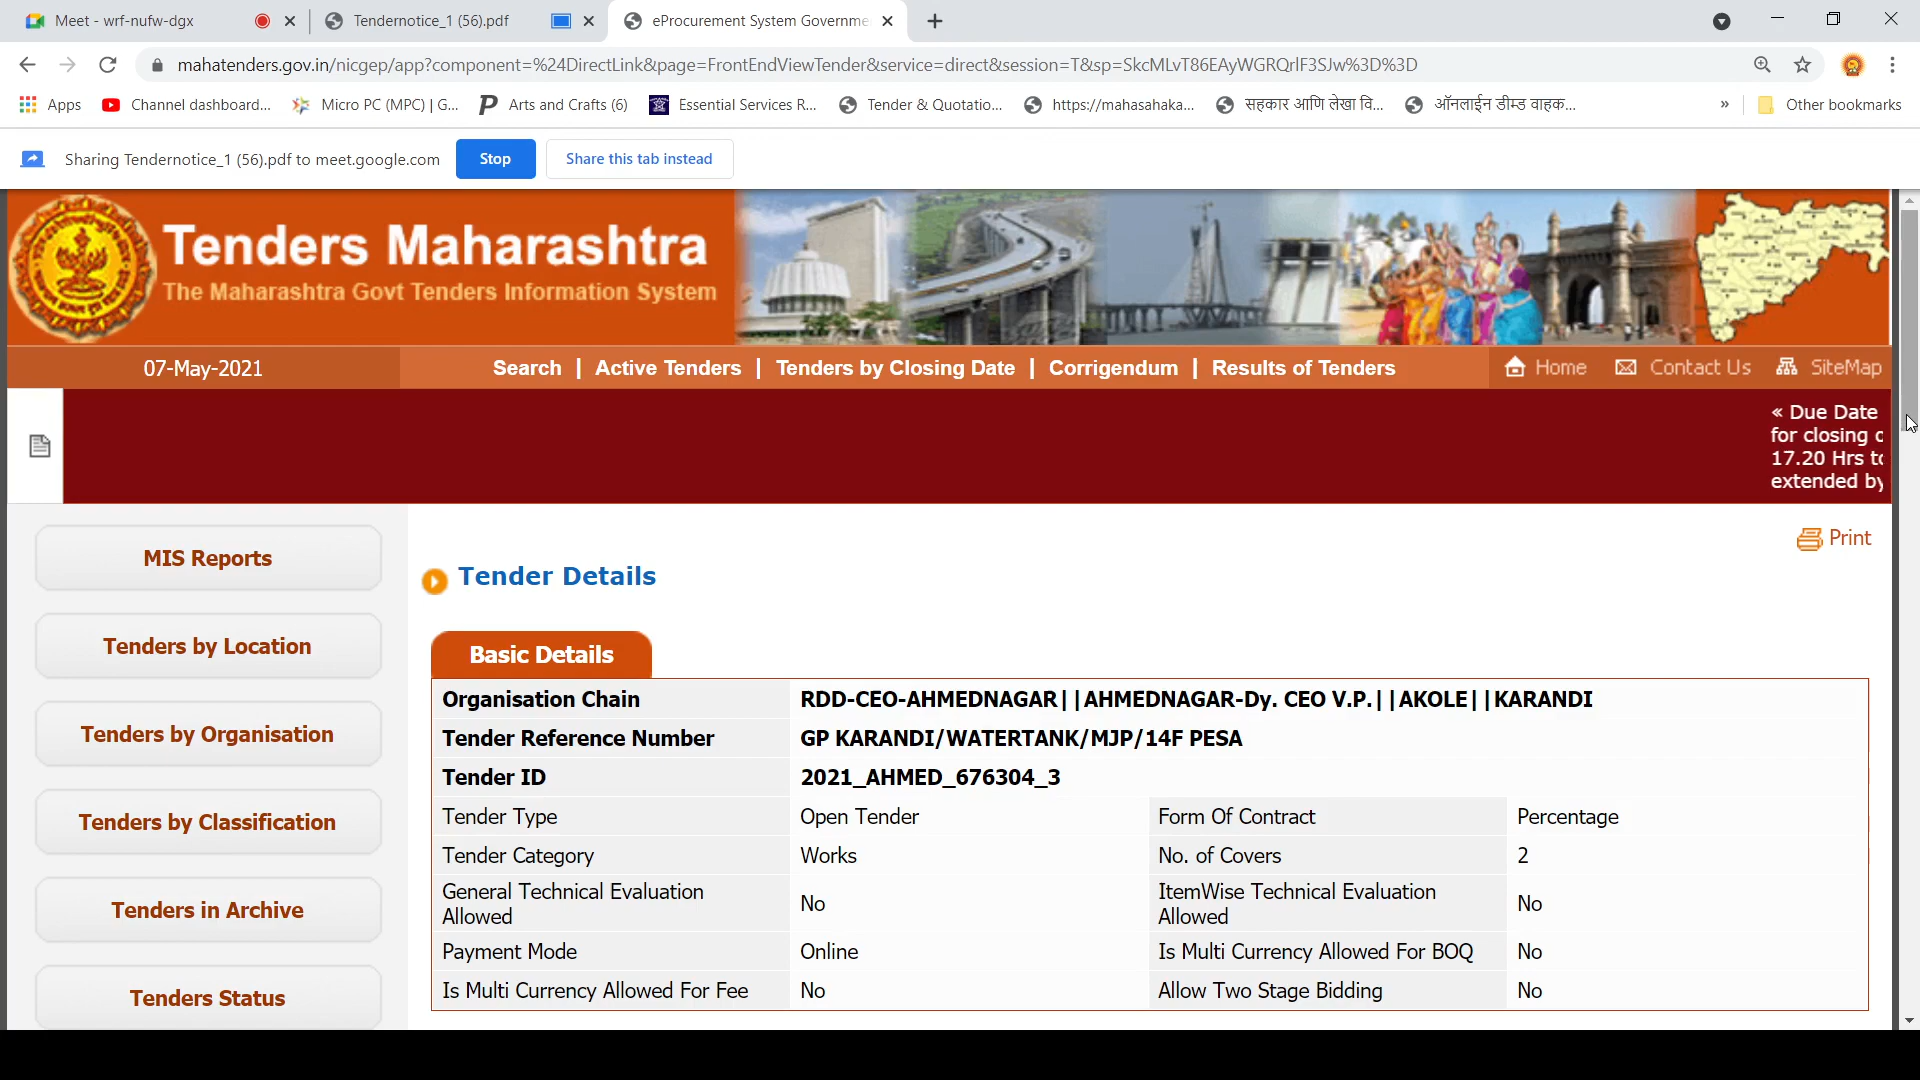 Meet - wrf-nufw-dgx
Tendernotice_1 (56).pdf
eProcurement System Governme
mahatenders.gov.in/nicgep/app?component=%24DirectLink&page=FrontEndViewTender&service=direct&session=T&sp=SkcMLvT86EAyWGRQrlF3SJw%3D%3D
Apps
Channel dashboard...
Micro PC (MPC) | G...
Arts and Crafts (6)
Essential Services R...
Tender & Quotatio...
https://mahasahaka...
सहकार आणि लेखा वि...
ऑनलाईन डीम्ड वाहक...
»
Other bookmarks
Sharing Tendernotice_1 (56).pdf to meet.google.com
Stop
Share this tab instead
Tenders Maharashtra
The Maharashtra Govt Tenders Information System
07-May-2021
Search | Active Tenders | Tenders by Closing Date | Corrigendum | Results of Tenders
Home
Contact Us
SiteMap
« Due Date
for closing o
17.20 Hrs to
extended by
Print
MIS Reports
Tenders by Location
Tenders by Organisation
Tenders by Classification
Tenders in Archive
Tenders Status
Tender Details
Basic Details
Organisation Chain RDD-CEO-AHMEDNAGAR||AHMEDNAGAR-Dy. CEO V.P.||AKOLE||KARANDI
Tender Reference Number GP KARANDI/WATERTANK/MJP/14F PESA
Tender ID 2021_AHMED_676304_3
Tender Type Open Tender Form Of Contract Percentage
Tender Category Works No. of Covers 2
General Technical Evaluation Allowed No ItemWise Technical Evaluation Allowed No
Payment Mode Online Is Multi Currency Allowed For BOQ No
Is Multi Currency Allowed For Fee No Allow Two Stage Bidding No